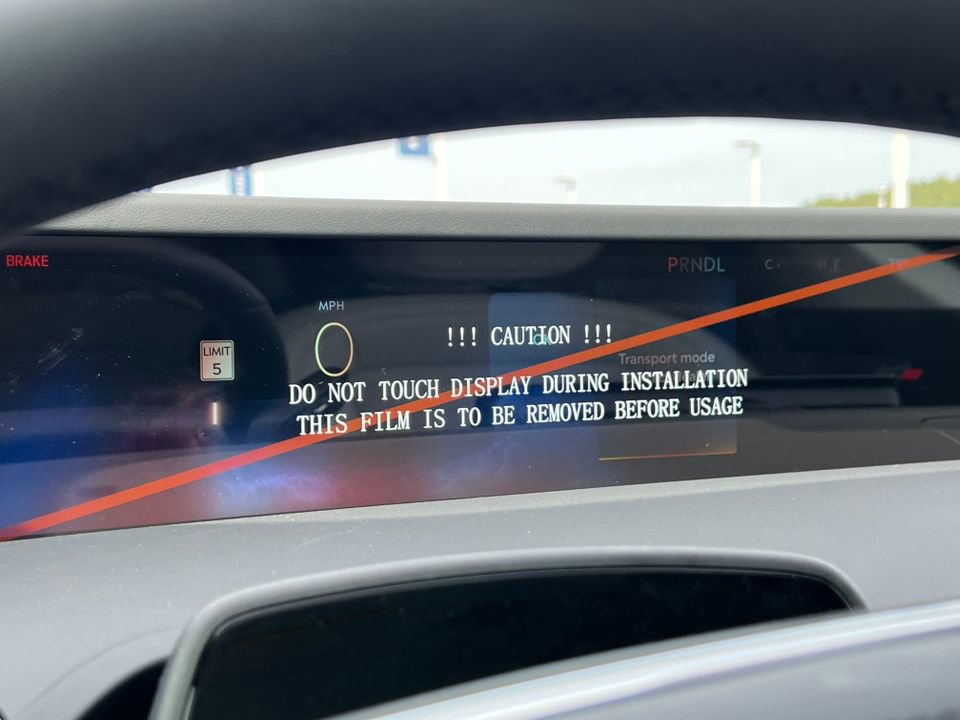 BRAKE
PRNDL
MPH
0
LIMIT
5
!!! CAUTION !!!
Transport mode
DO NOT TOUCH DISPLAY DURING INSTALLATION
THIS FILM IS TO BE REMOVED BEFORE USAGE